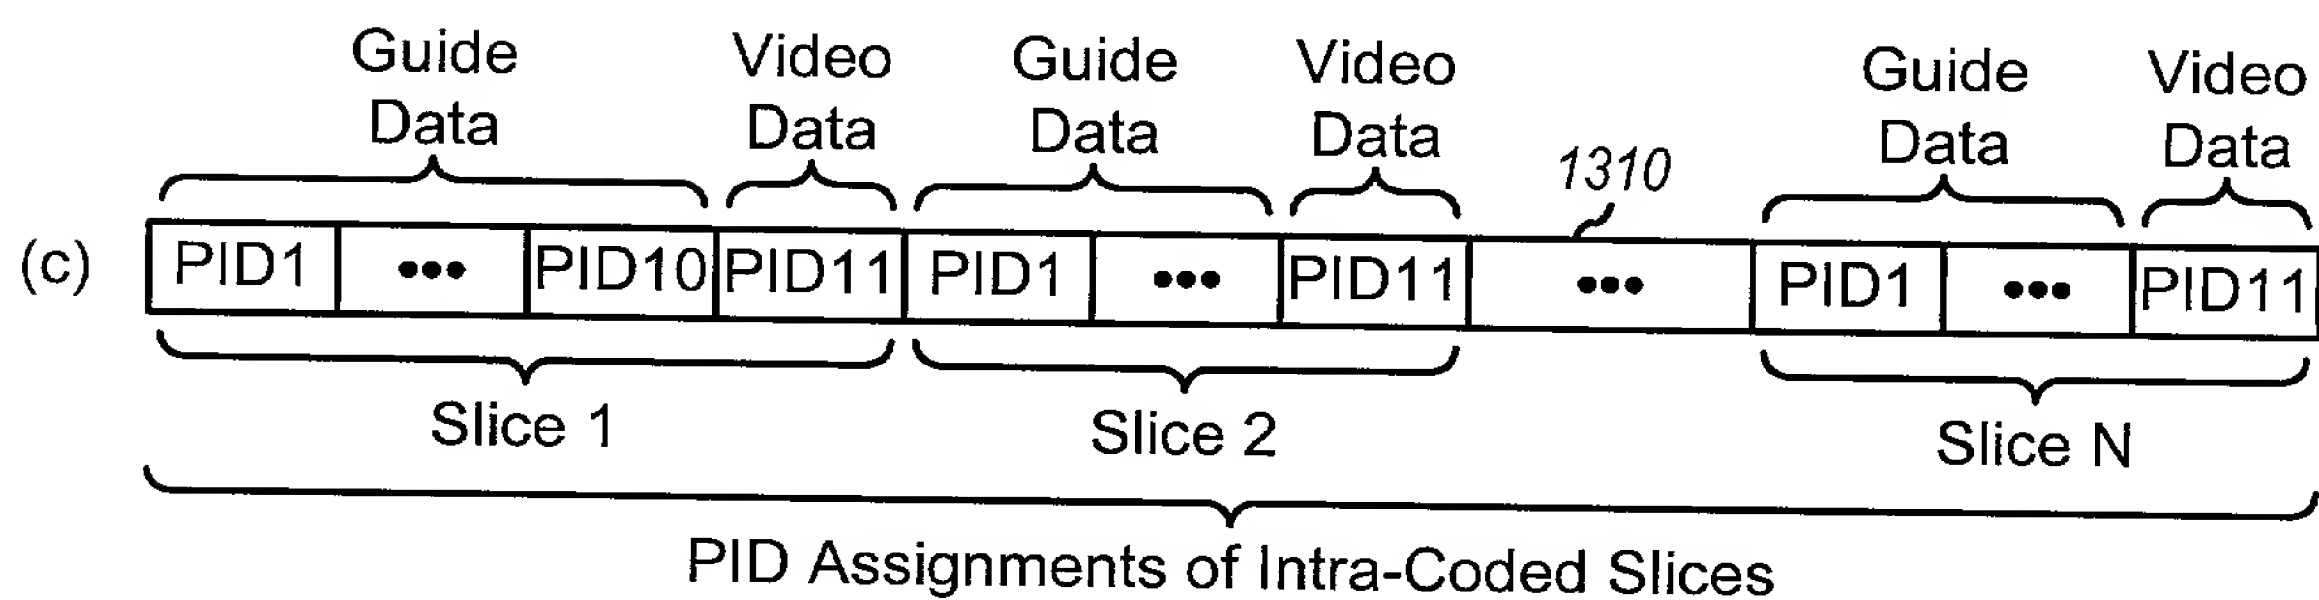 Guide Data
Video Data
Guide Data
Video Data
1310
Guide Data
Video Data
(c) PID1 ••• PID10 PID11 PID1 ••• PID11 ••• PID1 ••• PID11
Slice 1
Slice 2
Slice N
PID Assignments of Intra-Coded Slices